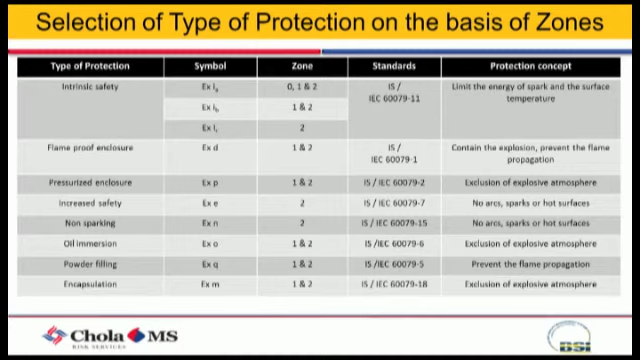 Selection of Type of Protection on the basis of Zones
Type of Protection Symbol Zone Standards Protection concept
Intrinsic safety Ex ia 0, 1 & 2 IS / IEC 60079-11 Limit the energy of spark and the surface temperature
Ex ib 1 & 2
Ex ic 2
Flame proof enclosure Ex d 1 & 2 IS / IEC 60079-1 Contain the explosion, prevent the flame propagation
Pressurized enclosure Ex p 1 & 2 IS / IEC 60079-2 Exclusion of explosive atmosphere
Increased safety Ex e 2 IS / IEC 60079-7 No arcs, sparks or hot surfaces
Non sparking Ex n 2 IS / IEC 60079-15 No arcs, sparks or hot surfaces
Oil immersion Ex o 1 & 2 IS /IEC 60079-6 Exclusion of explosive atmosphere
Powder filling Ex q 1 & 2 IS /IEC 60079-5 Prevent the flame propagation
Encapsulation Ex m 1 & 2 IS / IEC 60079-18 Exclusion of explosive atmosphere
Chola MS
RISK SERVICES